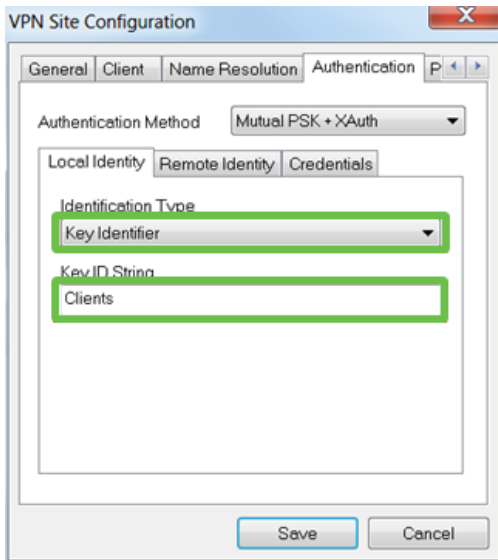 VPN Site Configuration
General Client Name Resolution Authentication P
Authentication Method Mutual PSK + XAuth
Local Identity Remote Identity Credentials
Identification Type
Key Identifier
Key ID String
Clients
Save Cancel